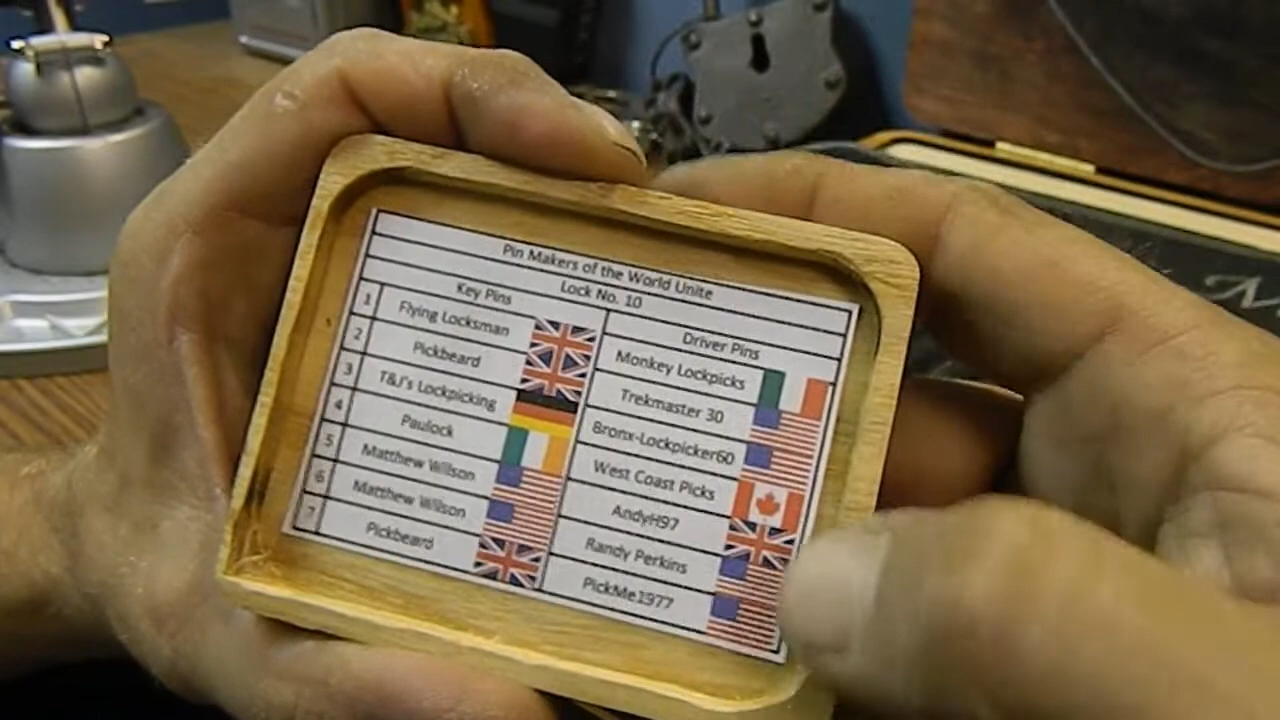 Pin Makers of the World Unite
Lock No. 10
Key Pins Driver Pins
1 Flying Locksman Monkey Lockpicks
2 Pickbeard Trekmaster 30
3 T&J's Lockpicking Bronx-Lockpicker60
4 Paulock West Coast Picks
5 Matthew Willson AndyH97
6 Matthew Willson Randy Perkins
7 Pickbeard PickMe1977